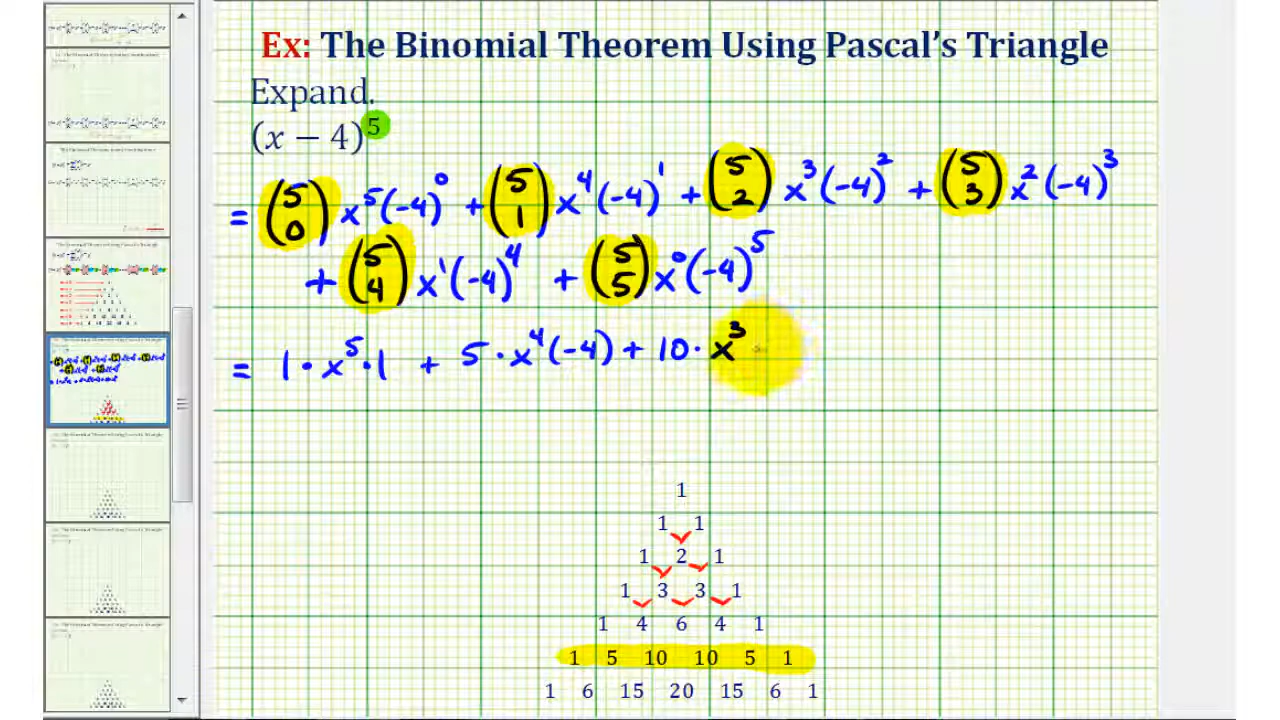 Ex: The Binomial Theorem Using Pascal's Triangle
Expand.
(x − 4)^5
= (5 0) x^5 (-4)^0 + (5 1) x^4 (-4)^1 + (5 2) x^3 (-4)^2 + (5 3) x^2 (-4)^3
+ (5 4) x^1 (-4)^4 + (5 5) x^0 (-4)^5
= 1 · x^5 · 1 + 5 · x^4 (-4) + 10 · x^3
1
1 1
1 2 1
1 3 3 1
1 4 6 4 1
1 5 10 10 5 1
1 6 15 20 15 6 1